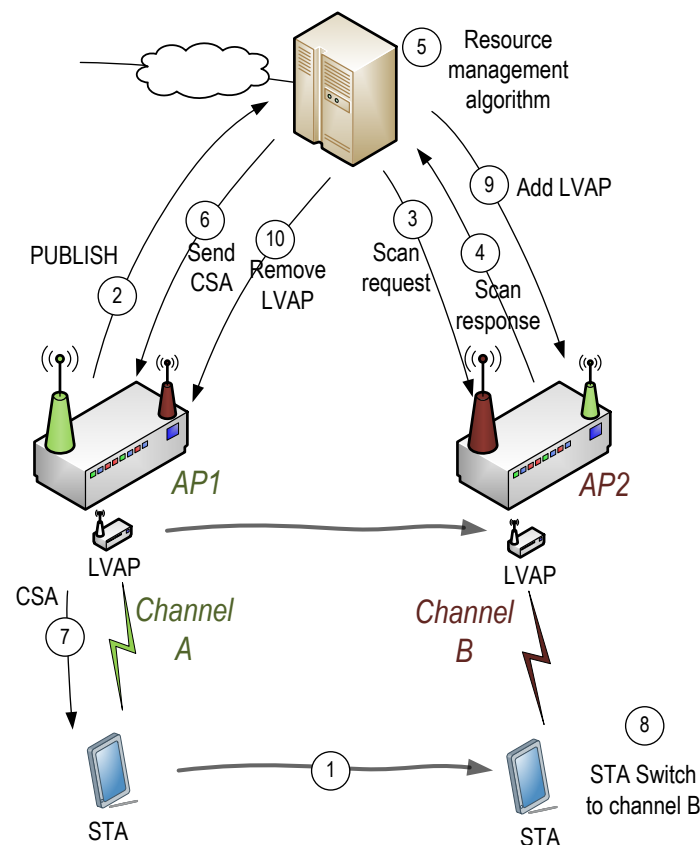 5
Resource
management
algorithm
9
Add LVAP
6
Send
CSA
3
Scan
request
10
Remove
LVAP
4
Scan
response
PUBLISH
2
AP1
AP2
LVAP
LVAP
CSA
7
Channel
A
Channel
B
8
STA Switch
to channel B
1
STA
STA